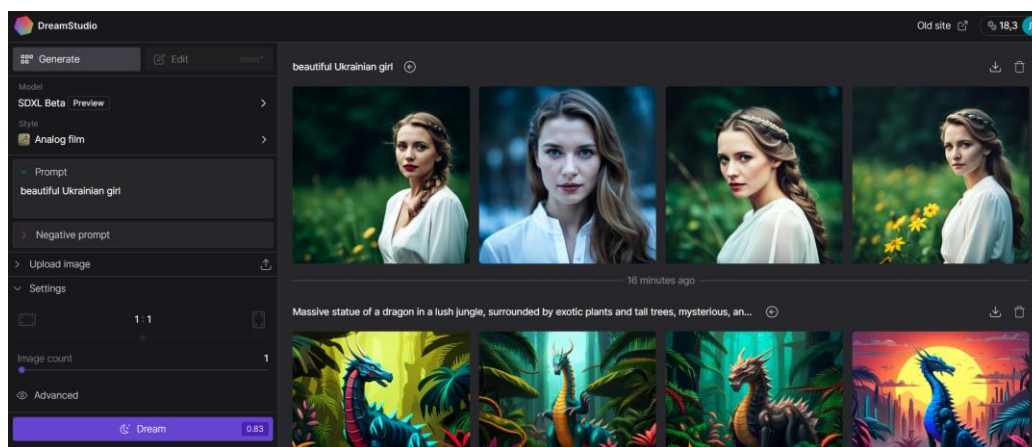 DreamStudio
Old site
18,3
Generate
Edit
soon™
Model
SDXL Beta Preview
Style
Analog film
Prompt
beautiful Ukrainian girl
Negative prompt
Upload image
Settings
1:1
Image count
1
Advanced
Dream
0.83
beautiful Ukrainian girl
16 minutes ago
Massive statue of a dragon in a lush jungle, surrounded by exotic plants and tall trees, mysterious, an...